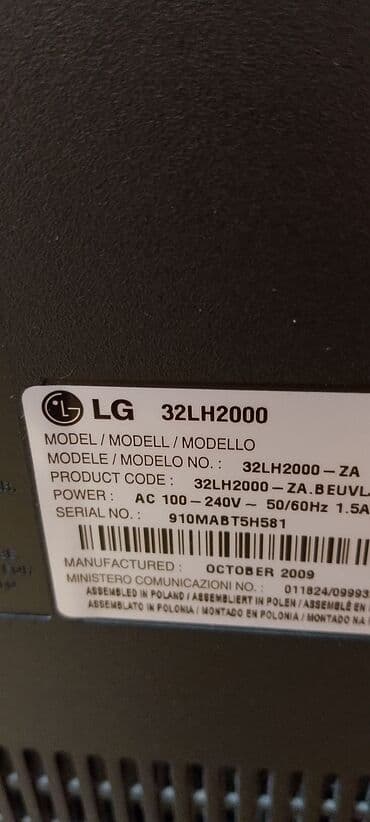 LG 32LH2000
MODEL / MODELL / MODELLO
MODELE / MODELO NO. : 32LH2000-ZA
PRODUCT CODE : 32LH2000-ZA.BEUVL
POWER : AC 100-240V ~ 50/60Hz 1.5A
SERIAL NO. : 910MABT5H581
MANUFACTURED : OCTOBER 2009
MINISTERO COMUNICAZIONI NO. : 011824/09993
ASSEMBLED IN POLAND / ASSEMBLIERT IN POLEN / ASSEMBLÉ EN
ASSEMBLATO IN POLONIA / MONTADO EN POLONIA / MONTADO NA